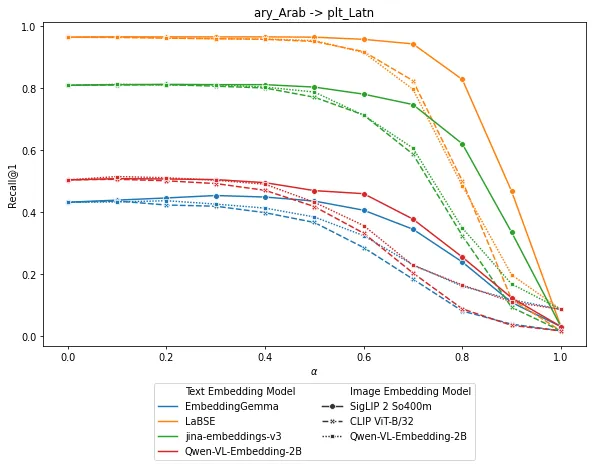 ary_Arab -> plt_Latn
Recall@1
1.0
0.8
0.6
0.4
0.2
0.0
0.0 0.2 0.4 0.6 0.8 1.0
α
Text Embedding Model
EmbeddingGemma
LaBSE
jina-embeddings-v3
Qwen-VL-Embedding-2B
Image Embedding Model
SigLIP 2 So400m
CLIP ViT-B/32
Qwen-VL-Embedding-2B